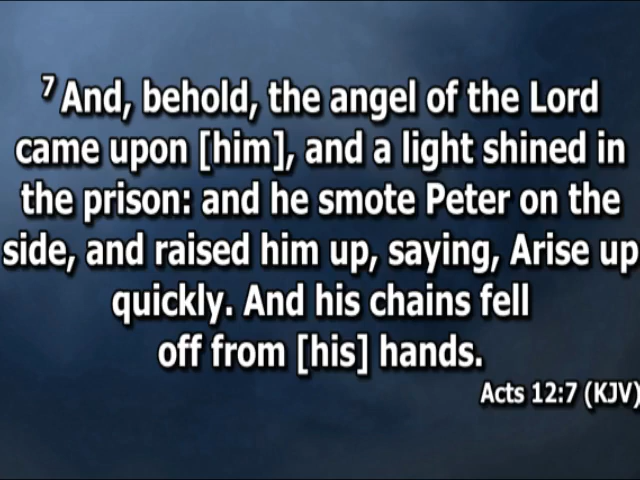 7 And, behold, the angel of the Lord
came upon [him], and a light shined in
the prison: and he smote Peter on the
side, and raised him up, saying, Arise up
quickly. And his chains fell
off from [his] hands.
Acts 12:7 (KJV)